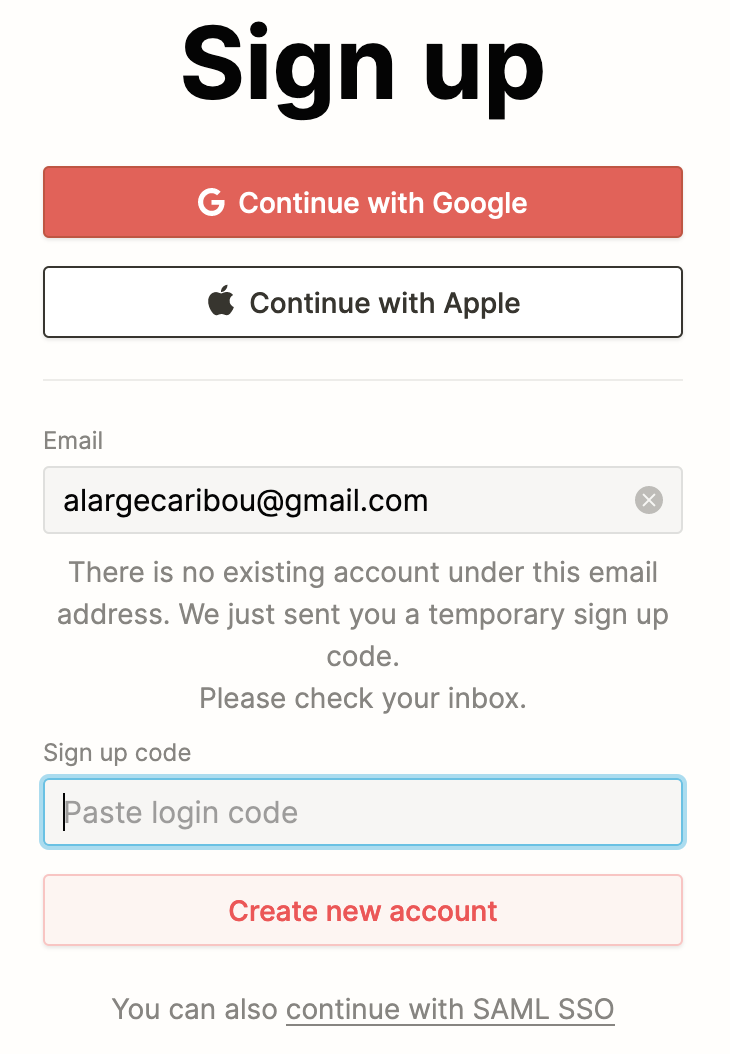 Sign up
Continue with Google
Continue with Apple
Email
alargecaribou@gmail.com
There is no existing account under this email
address. We just sent you a temporary sign up
code.
Please check your inbox.
Sign up code
Paste login code
Create new account
You can also continue with SAML SSO